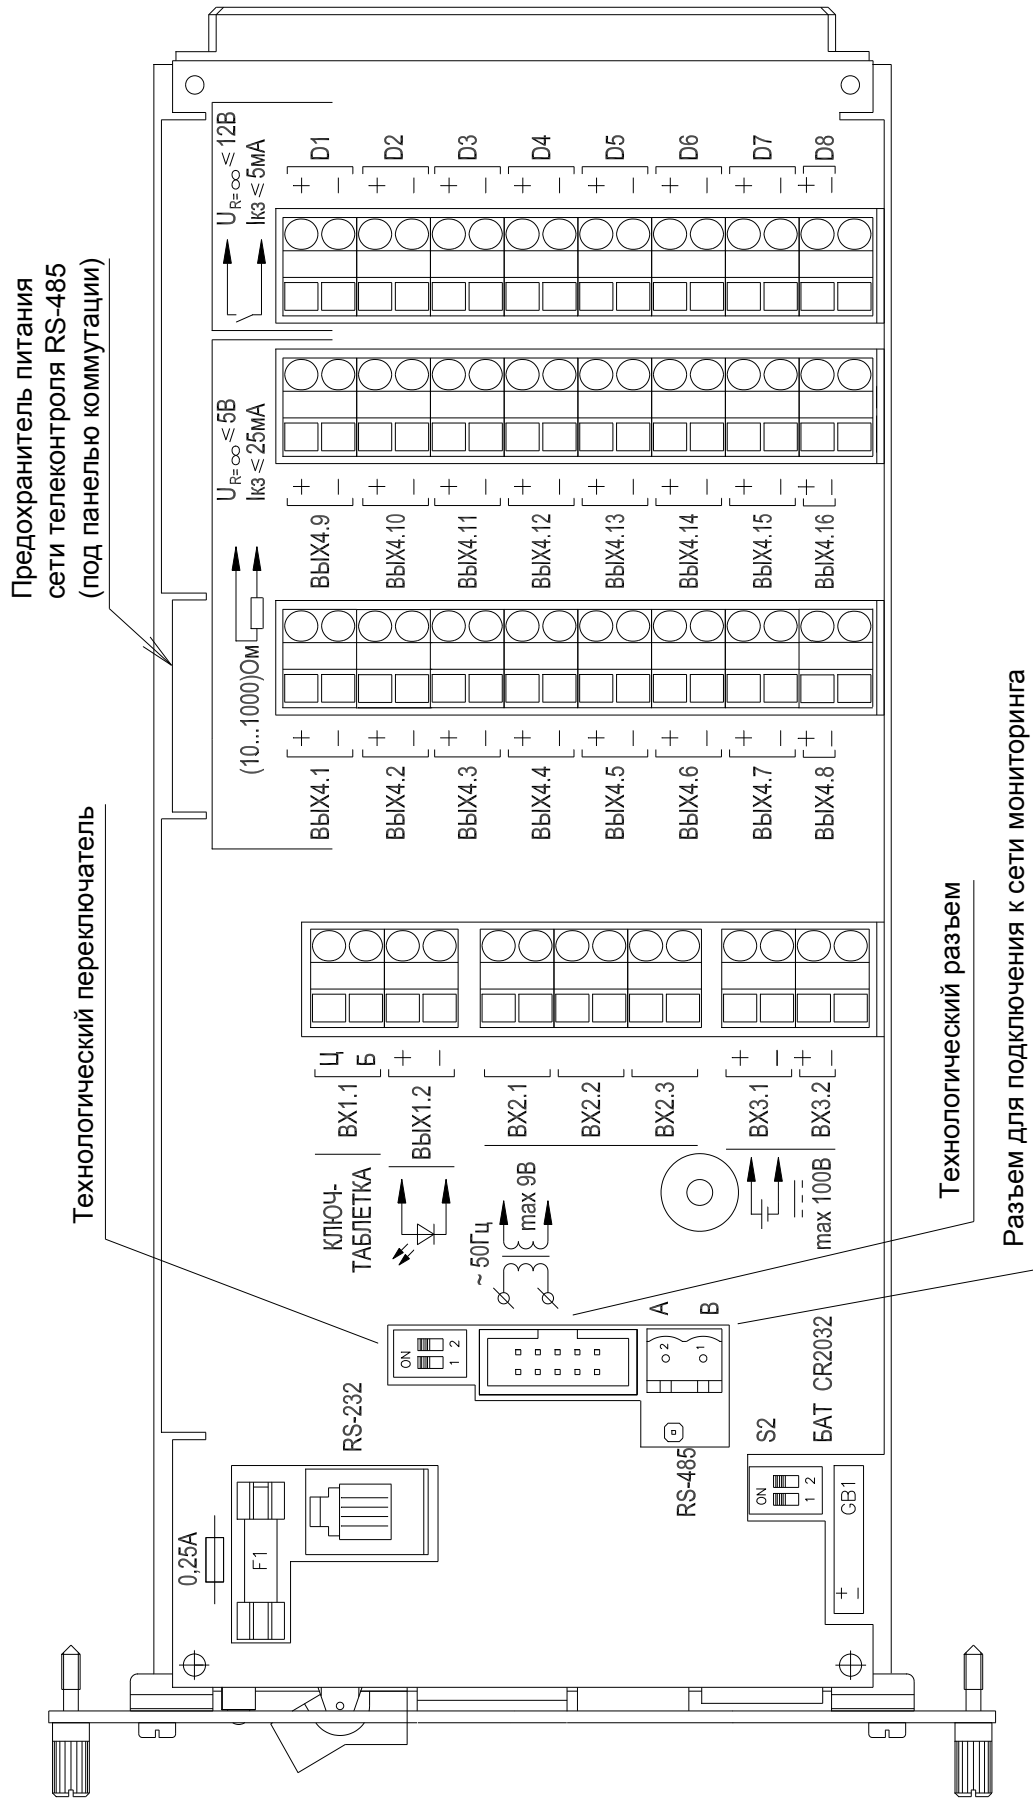 Предохранитель питания
сети телеконтроля RS-485
(под панелью коммутации)
Технологический переключатель
Технологический разъем
Разъем для подключения к сети мониторинга
U R=∞ ≤ 12В
Iкз ≤ 5мА
U R=∞ ≤ 5В
Iкз ≤ 25мА
(10...1000)Ом
+ − D1
+ − D2
+ − D3
+ − D4
+ − D5
+ − D6
+ − D7
+ − D8
+ − ВЫХ4.9
+ − ВЫХ4.10
+ − ВЫХ4.11
+ − ВЫХ4.12
+ − ВЫХ4.13
+ − ВЫХ4.14
+ − ВЫХ4.15
+ − ВЫХ4.16
+ − ВЫХ4.1
+ − ВЫХ4.2
+ − ВЫХ4.3
+ − ВЫХ4.4
+ − ВЫХ4.5
+ − ВЫХ4.6
+ − ВЫХ4.7
+ − ВЫХ4.8
Ц Б
ВХ1.1
+ −
ВЫХ1.2
ВХ2.1
ВХ2.2
ВХ2.3
+ −
ВХ3.1
+ −
ВХ3.2
КЛЮЧ-
ТАБЛЕТКА
~ 50Гц
max 9В
max 100В
ON
1 2
A
B
2
1
RS-232
RS-485
0,25А
F1
S2
ON
1 2
БАТ CR2032
GB1
+ −